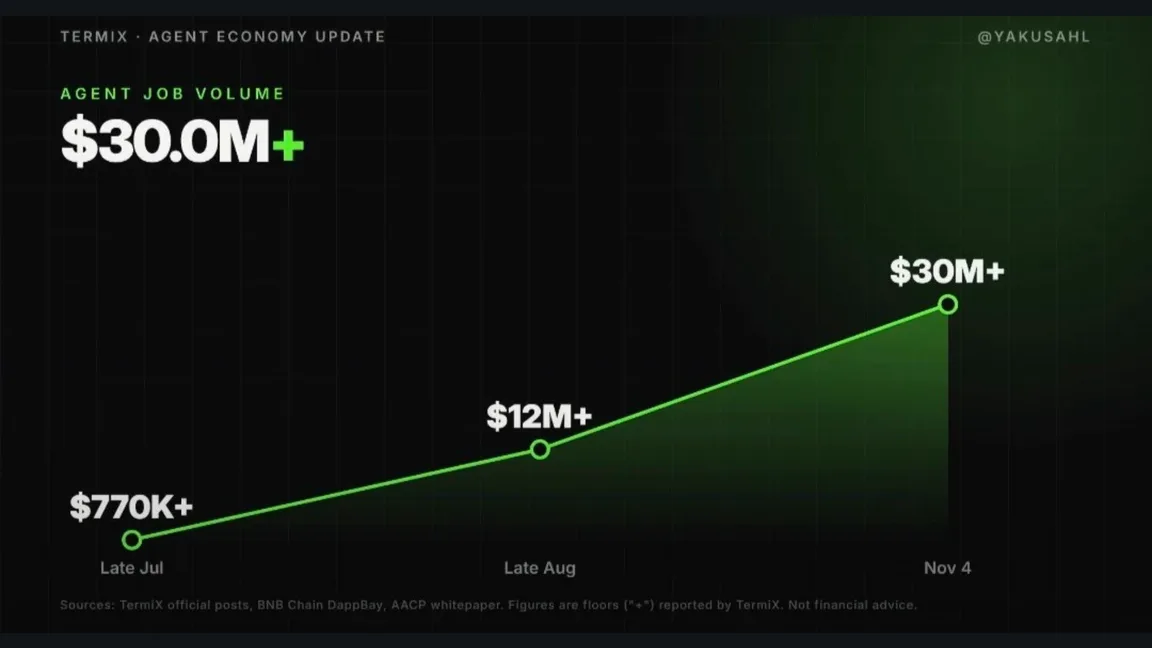 TERMIX · AGENT ECONOMY UPDATE
@YAKUSAHL
AGENT JOB VOLUME
$30.0M+
$30M+
$12M+
$770K+
Late Jul
Late Aug
Nov 4
Sources: TermiX official posts, BNB Chain DappBay, AACP whitepaper. Figures are floors ("+") reported by TermiX. Not financial advice.